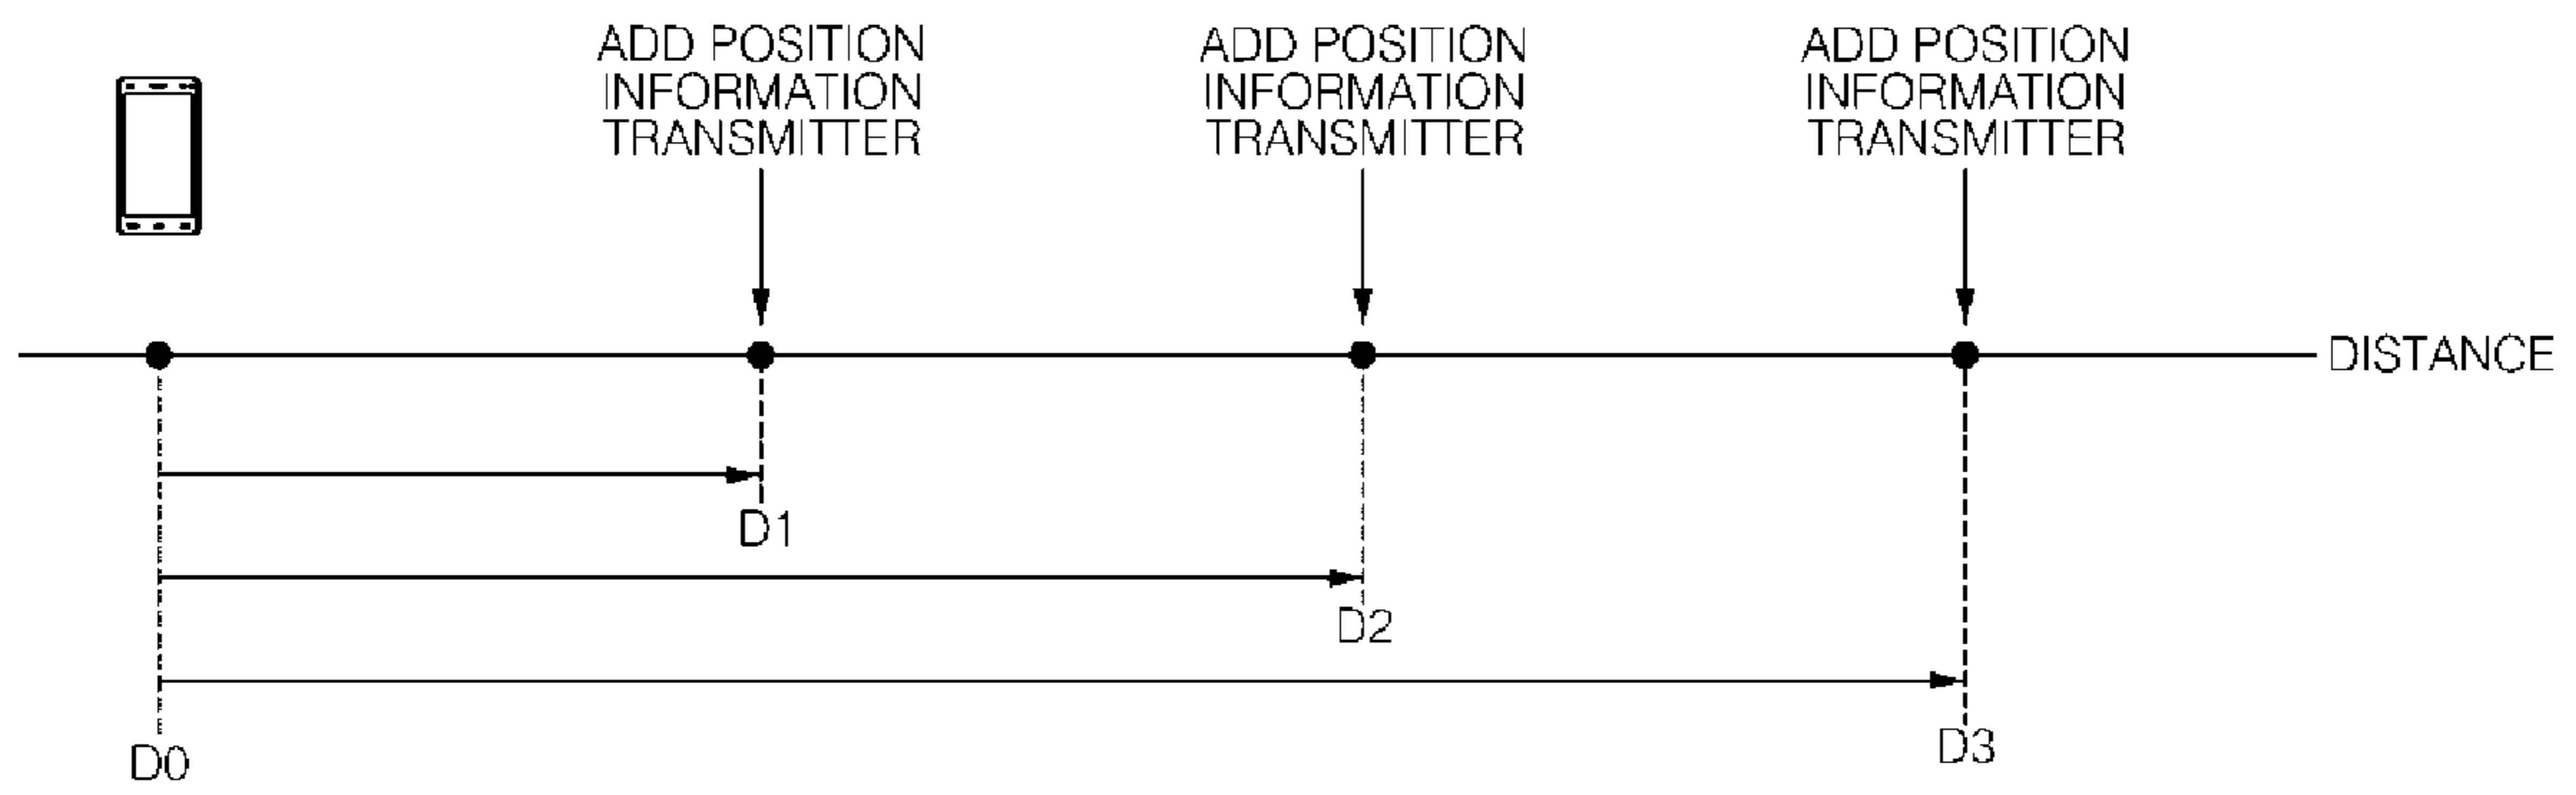 ADD POSITION
INFORMATION
TRANSMITTER
ADD POSITION
INFORMATION
TRANSMITTER
ADD POSITION
INFORMATION
TRANSMITTER
DISTANCE
D1
D2
D3
D0